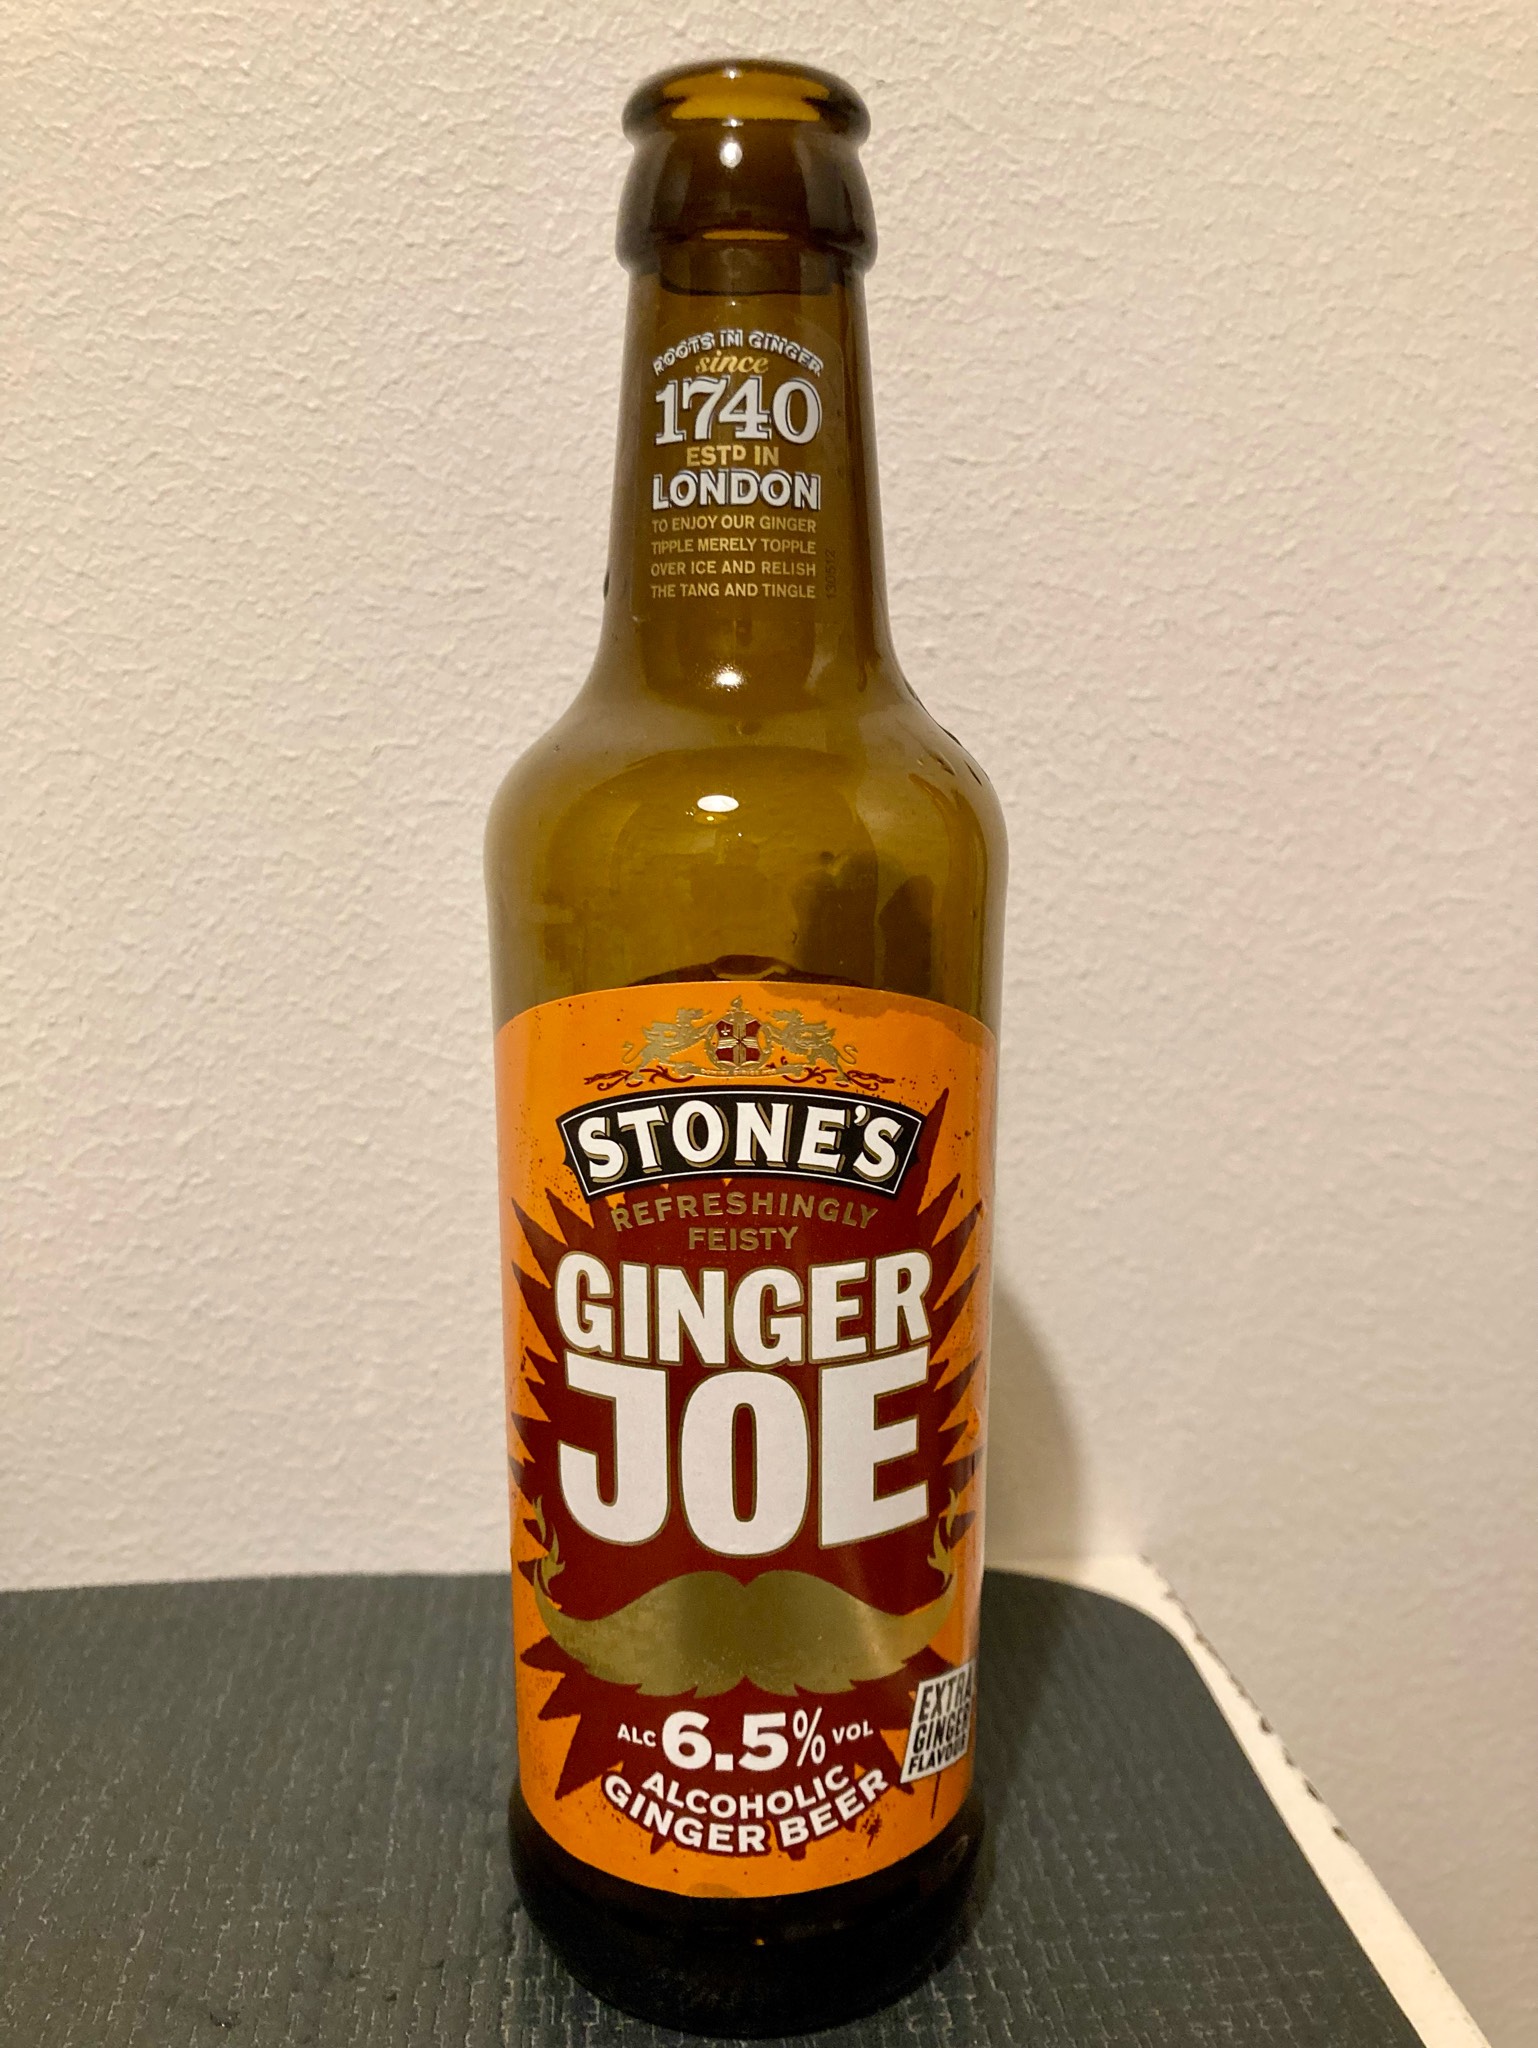 ROOTS IN GINGER
since
1740
ESTD IN
LONDON
TO ENJOY OUR GINGER
TIPPLE MERELY TOPPLE
OVER ICE AND RELISH
THE TANG AND TINGLE
STONE'S
REFRESHINGLY
FEISTY
GINGER
JOE
ALC 6.5% VOL
ALCOHOLIC
GINGER BEER
EXTRA
GINGER
FLAVOUR